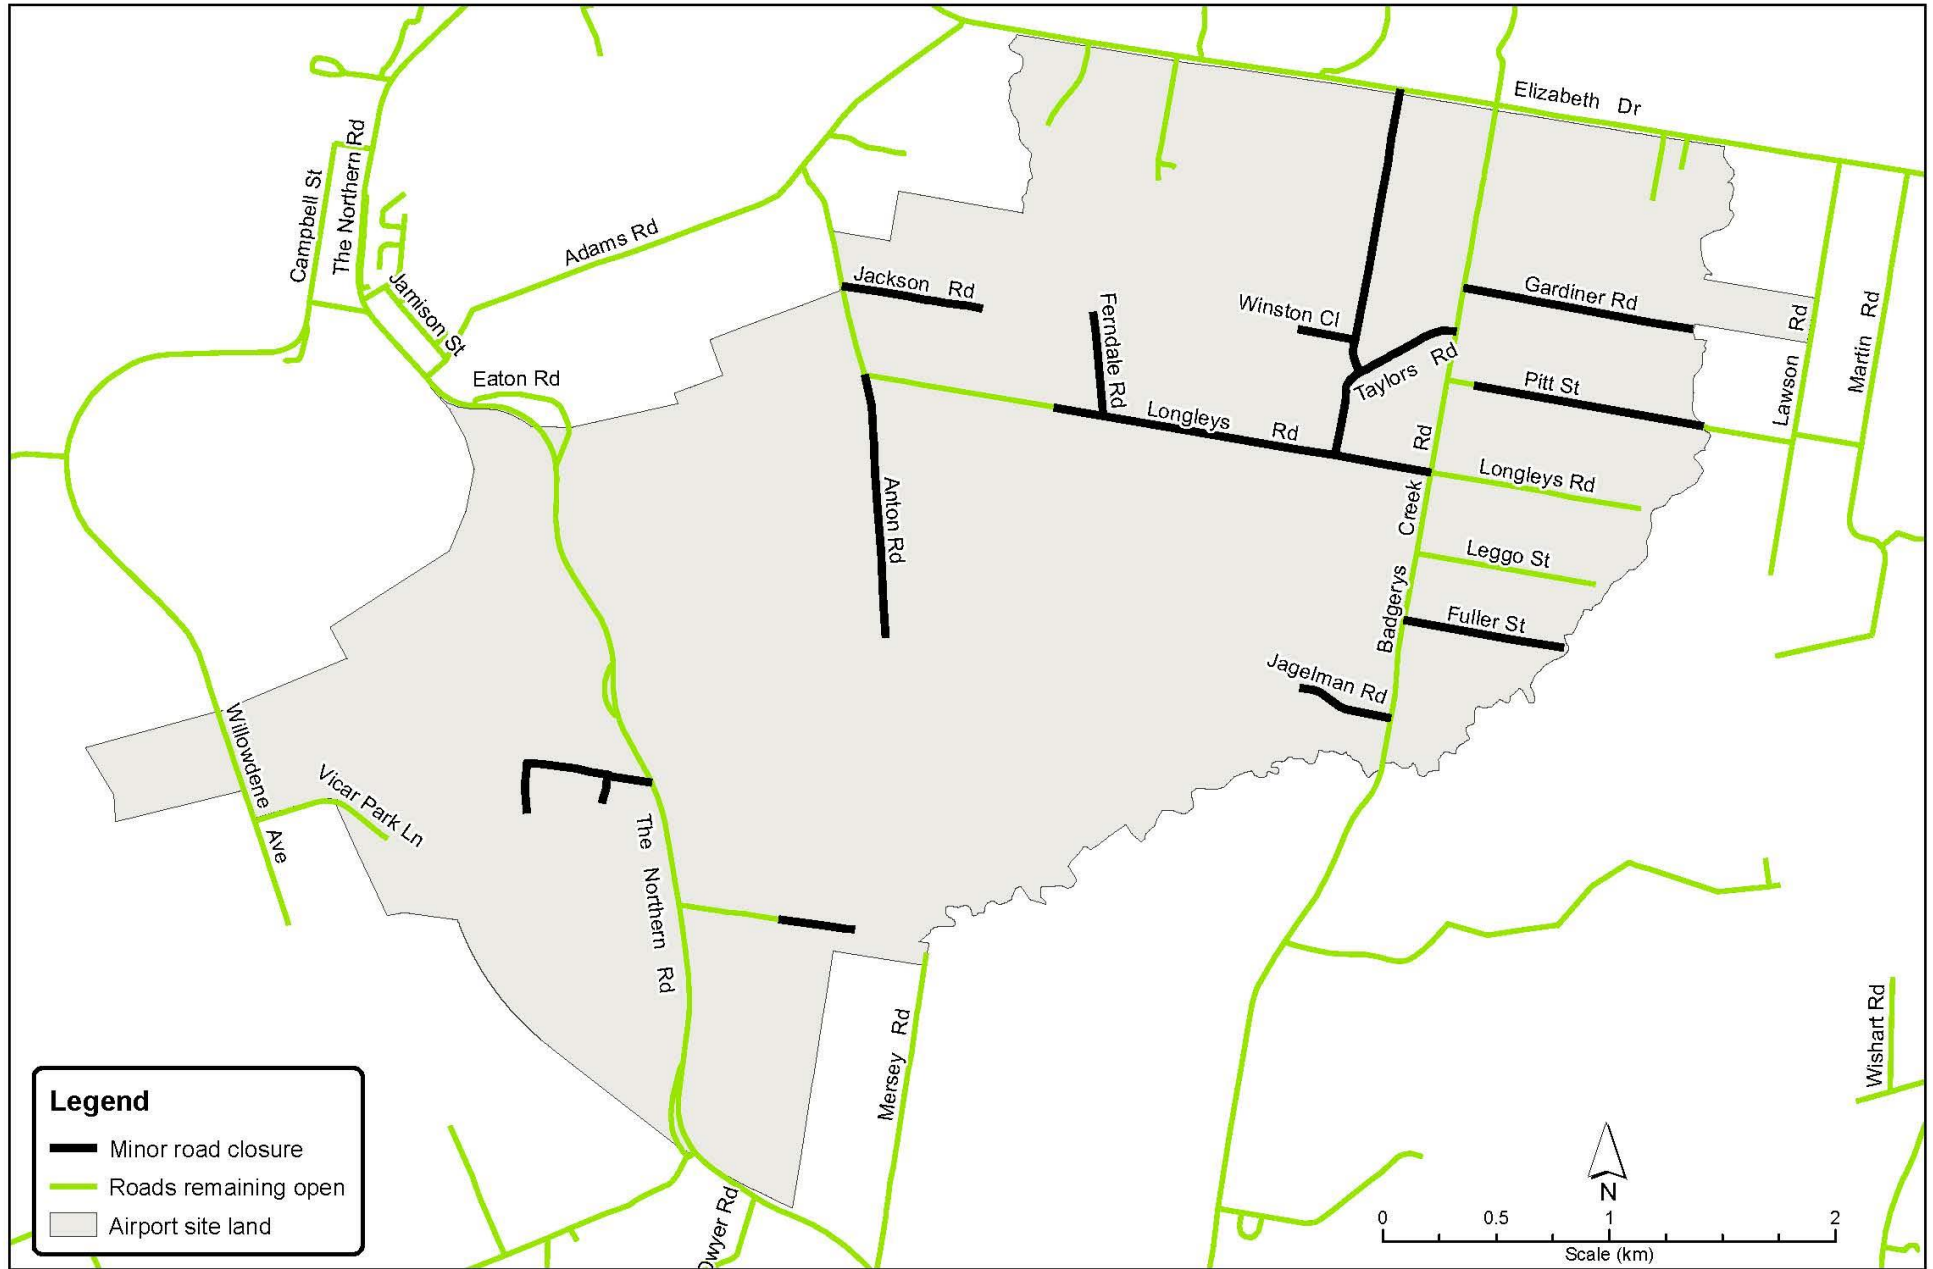 Elizabeth Dr
Campbell St
The Northern Rd
Adams Rd
Jamison St
Jackson Rd
Ferndale Rd
Winston Cl
Gardiner Rd
Taylors Rd
Lawson Rd
Martin Rd
Eaton Rd
Pitt St
Longleys Rd
Longleys Rd
Anton Rd
Badgerys Creek Rd
Leggo St
Fuller St
Jagelman Rd
Willowdene Ave
Vicar Park Ln
The Northern Rd
Mersey Rd
Wishart Rd
Dwyer Rd
Legend
Minor road closure
Roads remaining open
Airport site land
N
0 0.5 1 2
Scale (km)